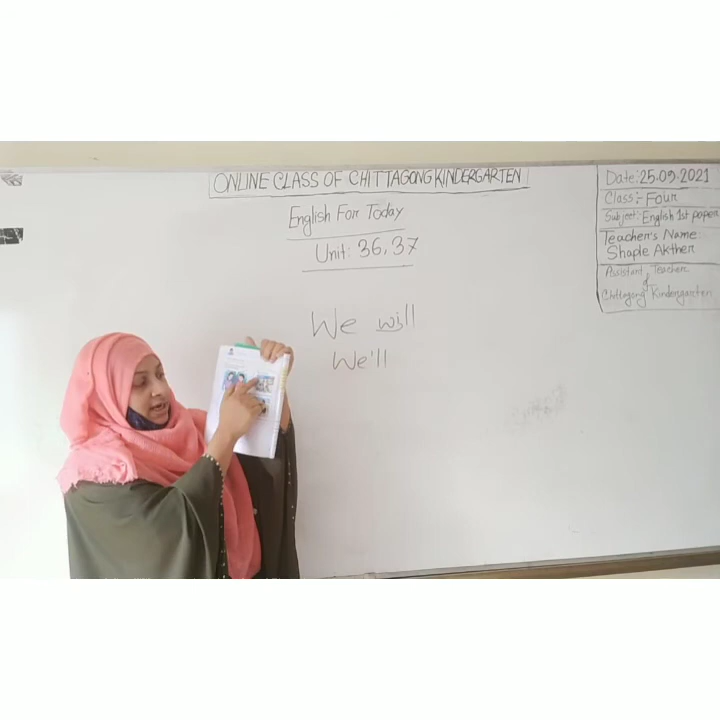 ONLINE CLASS OF CHITTAGONG KINDERGARTEN
English For Today
Unit: 36, 37
We will
We'll
Date: 25.09.2021
Class:- Four
Subject: English 1st paper
Teacher's Name:
Shaple Akther
Assistant Teacher
of
Chittagong Kindergarten